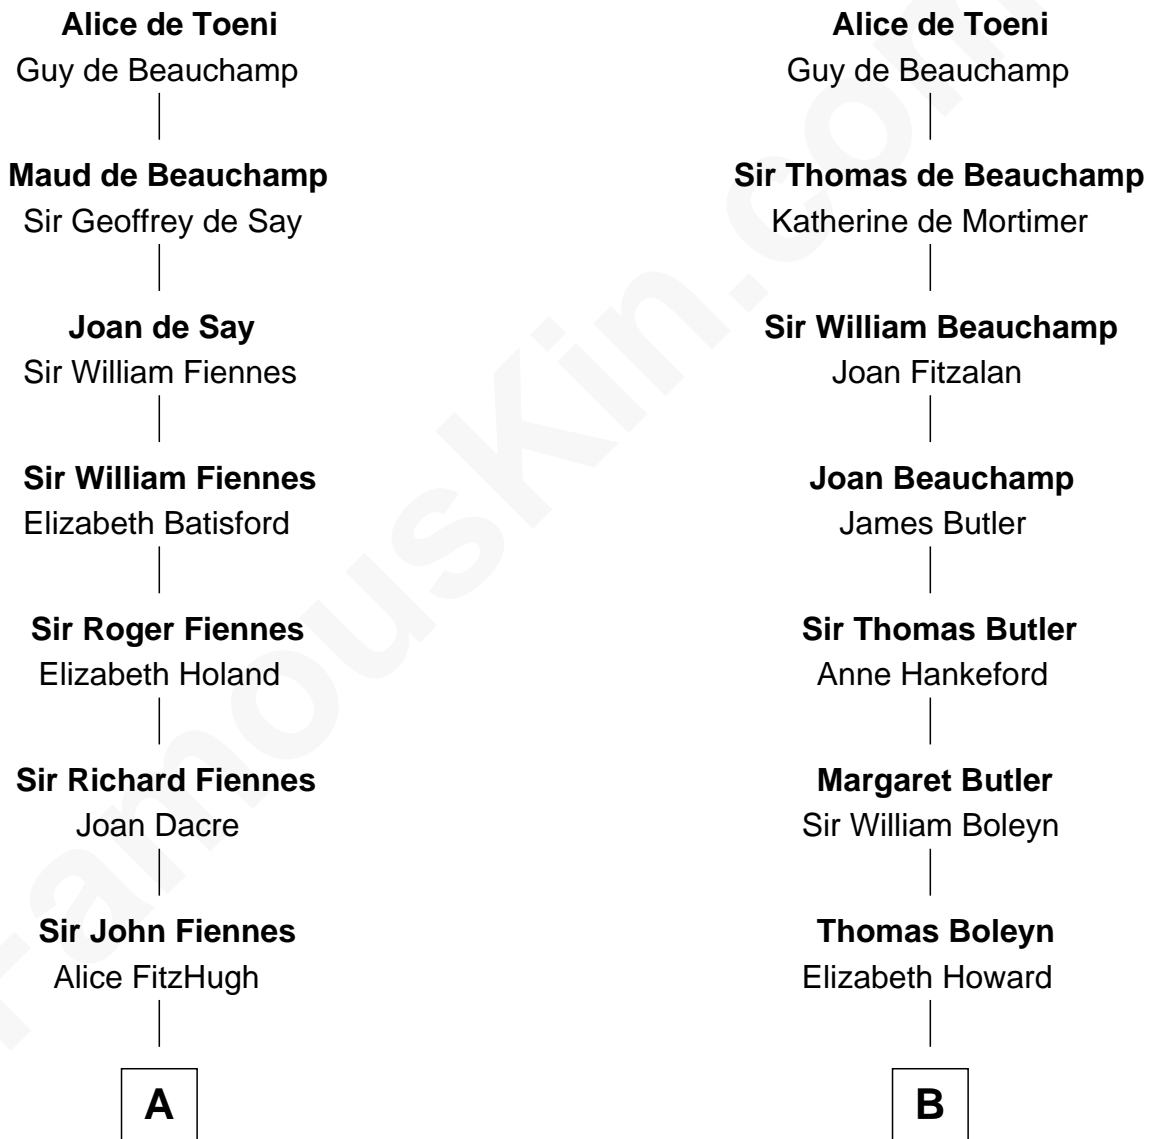 Alice de Toeni
Guy de Beauchamp
Maud de Beauchamp
Sir Geoffrey de Say
Joan de Say
Sir William Fiennes
Sir William Fiennes
Elizabeth Batisford
Sir Roger Fiennes
Elizabeth Holand
Sir Richard Fiennes
Joan Dacre
Sir John Fiennes
Alice FitzHugh
A
Alice de Toeni
Guy de Beauchamp
Sir Thomas de Beauchamp
Katherine de Mortimer
Sir William Beauchamp
Joan Fitzalan
Joan Beauchamp
James Butler
Sir Thomas Butler
Anne Hankeford
Margaret Butler
Sir William Boleyn
Thomas Boleyn
Elizabeth Howard
B
FamousKin.com